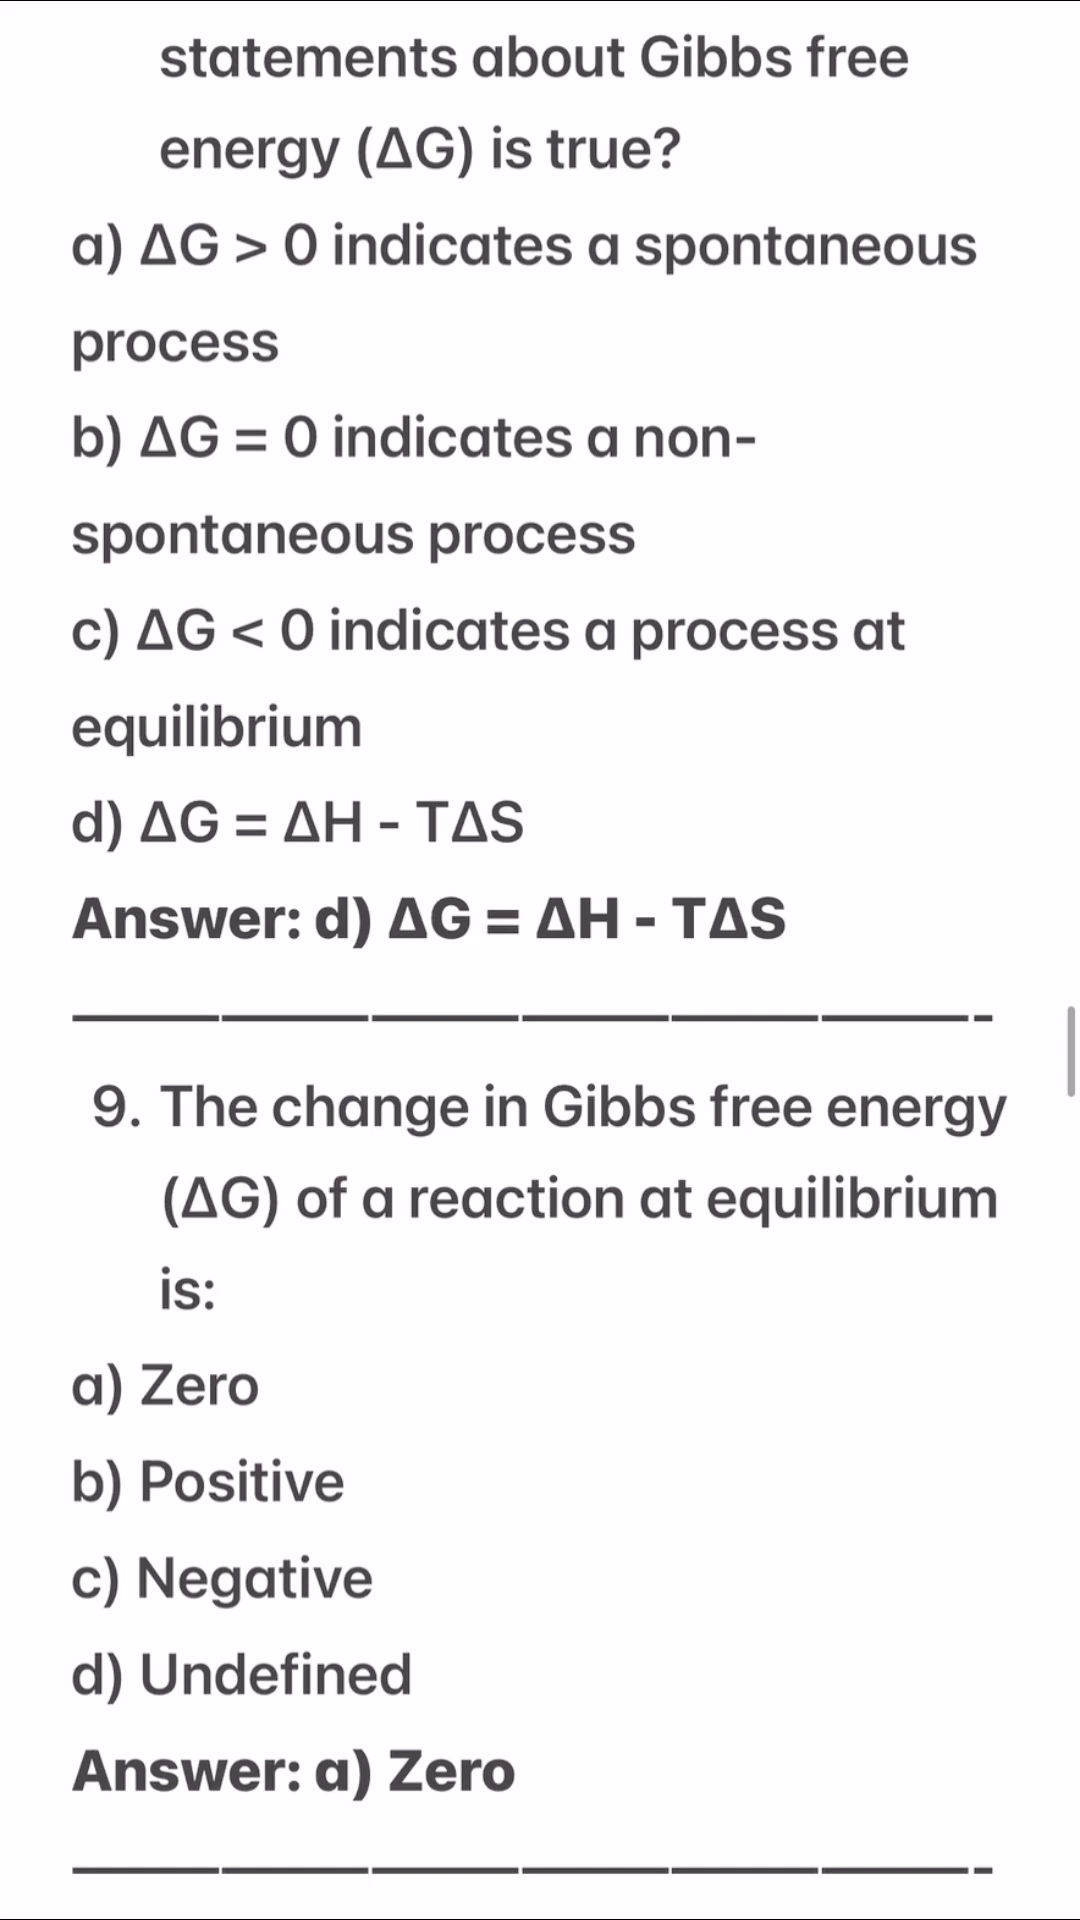 statements about Gibbs free
energy (ΔG) is true?
a) ΔG > 0 indicates a spontaneous
process
b) ΔG = 0 indicates a non-
spontaneous process
c) ΔG < 0 indicates a process at
equilibrium
d) ΔG = ΔH - TΔS
Answer: d) ΔG = ΔH - TΔS
——————————————————-
9. The change in Gibbs free energy
(ΔG) of a reaction at equilibrium
is:
a) Zero
b) Positive
c) Negative
d) Undefined
Answer: a) Zero
——————————————————-